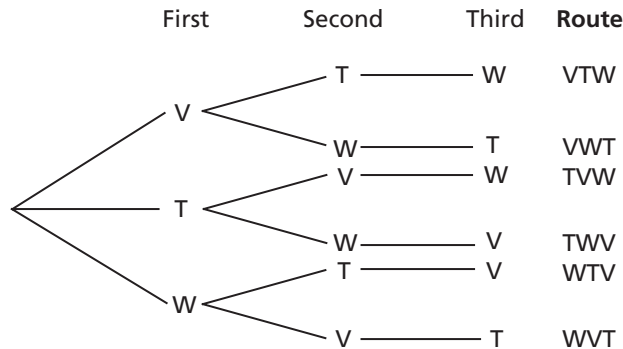 First Second Third Route
T W VTW
V
W T VWT
V W TVW
T
W V TWV
T V WTV
W
V T WVT